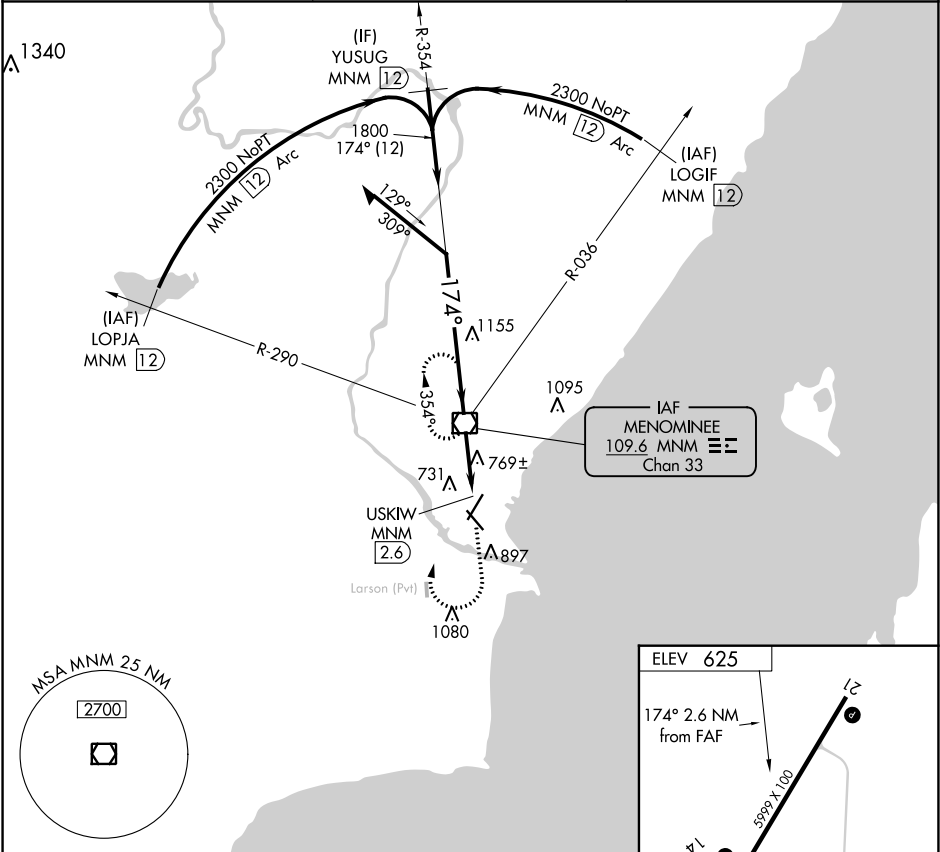 1340
(IF)
YUSUG
MNM 12
R-354
2300 NoPT
MNM 12 Arc
1800
174° (12)
2300 NoPT
MNM 12 Arc
(IAF)
LOGIF
MNM 12
129°
309°
R-036
174°
(IAF)
LOPJA
MNM 12
R-290
1155
354°
1095
IAF
MENOMINEE
109.6 MNM
Chan 33
731
769±
USKIW
MNM
2.6
897
Larson (Pvt)
1080
MSA MNM 25 NM
2700
ELEV 625
174° 2.6 NM
from FAF
21
P
5999 X 100
14